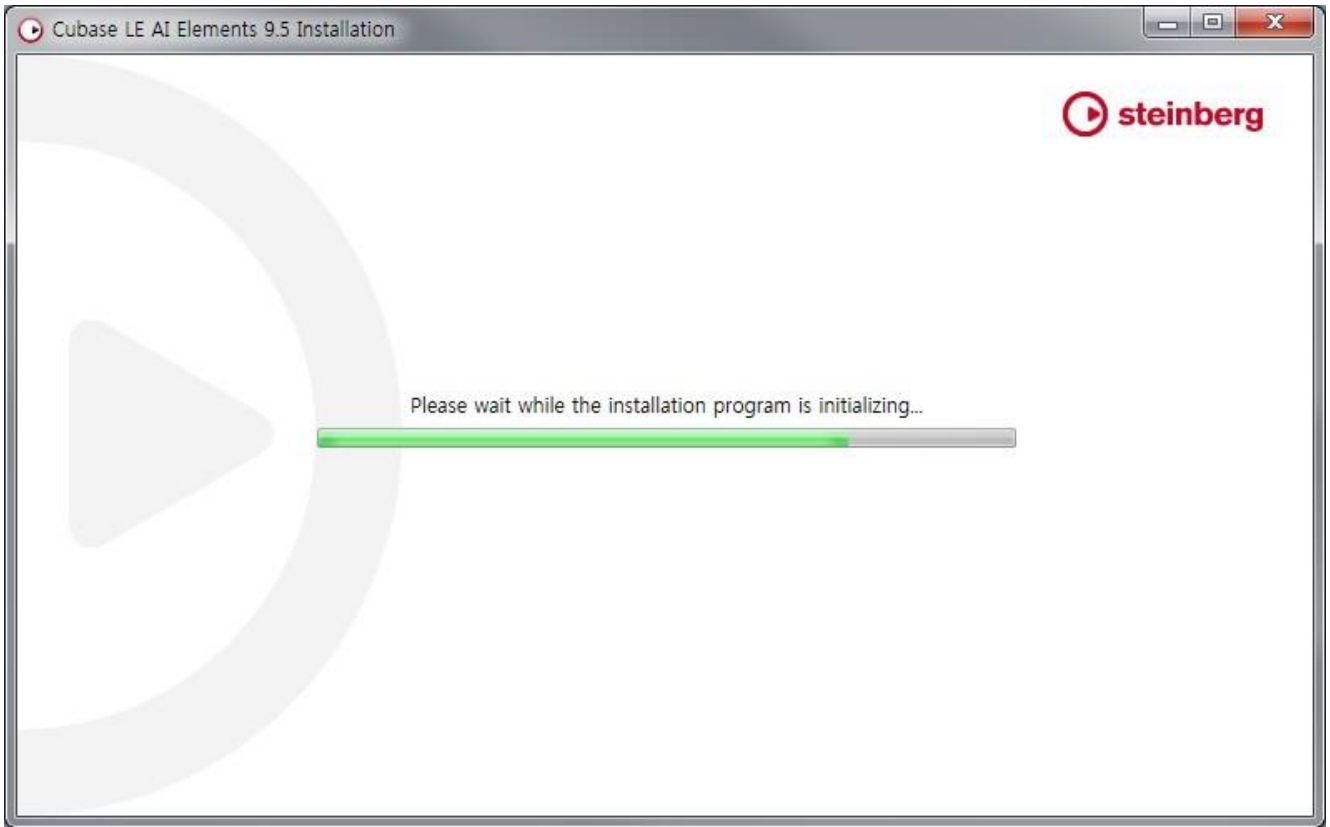 Cubase LE AI Elements 9.5 Installation
steinberg
Please wait while the installation program is initializing...